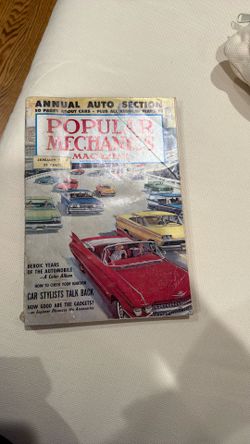 ANNUAL AUTO SECTION
POPULAR
MECHANICS
MAGAZINE
JANUARY
HEROIC YEARS
OF THE AUTOMOBILE
—A Color Album
HOW TO CHECK YOUR IGNITION
CAR STYLISTS TALK BACK
HOW GOOD ARE THE GADGETS?